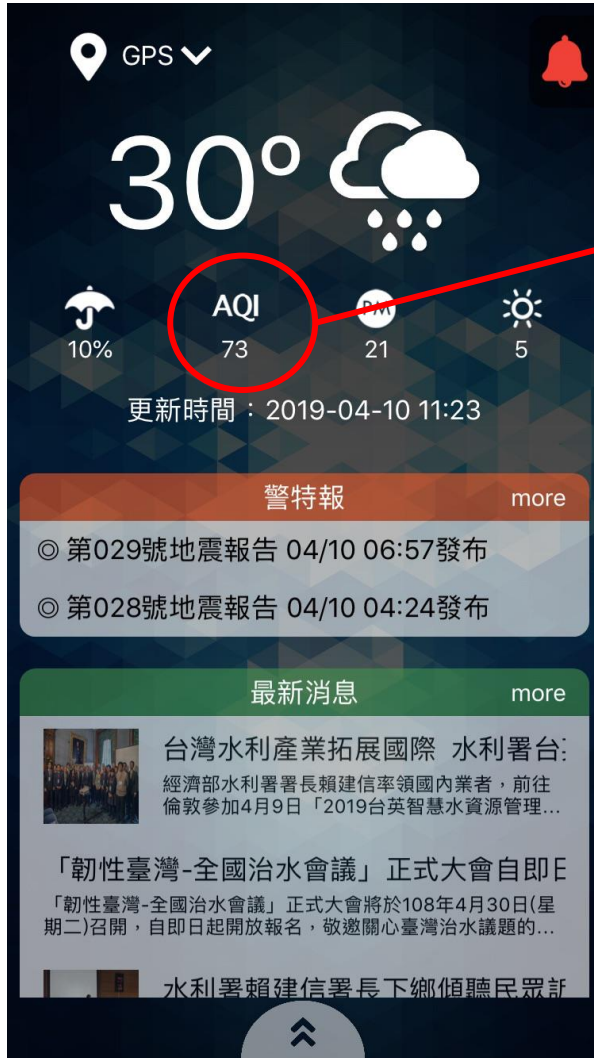 GPS
30°
AQI
PM
10%
73
21
5
更新時間：2019-04-10 11:23
警特報
more
◎ 第029號地震報告 04/10 06:57發布
◎ 第028號地震報告 04/10 04:24發布
最新消息
more
台灣水利產業拓展國際 水利署台
經濟部水利署署長賴建信率領國內業者，前往
倫敦參加4月9日「2019台英智慧水資源管理...
「韌性臺灣-全國治水會議」正式大會自即日
「韌性臺灣-全國治水會議」正式大會將於108年4月30日(星
期二)召開，自即日起開放報名，敬邀關心臺灣治水議題的...
水利署賴建信署長下鄉傾聽民眾訴